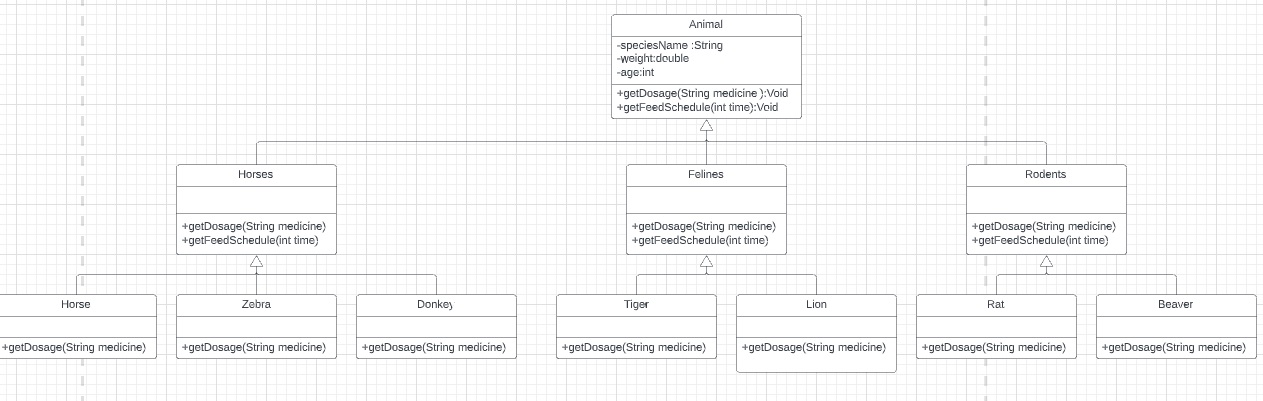 Animal
-speciesName :String
-weight:double
-age:int
+getDosage(String medicine ):Void
+getFeedSchedule(int time):Void
Horses
+getDosage(String medicine)
+getFeedSchedule(int time)
Felines
+getDosage(String medicine)
+getFeedSchedule(int time)
Rodents
+getDosage(String medicine)
+getFeedSchedule(int time)
Horse
+getDosage(String medicine)
Zebra
+getDosage(String medicine)
Donkey
+getDosage(String medicine)
Tiger
+getDosage(String medicine)
Lion
+getDosage(String medicine)
Rat
+getDosage(String medicine)
Beaver
+getDosage(String medicine)